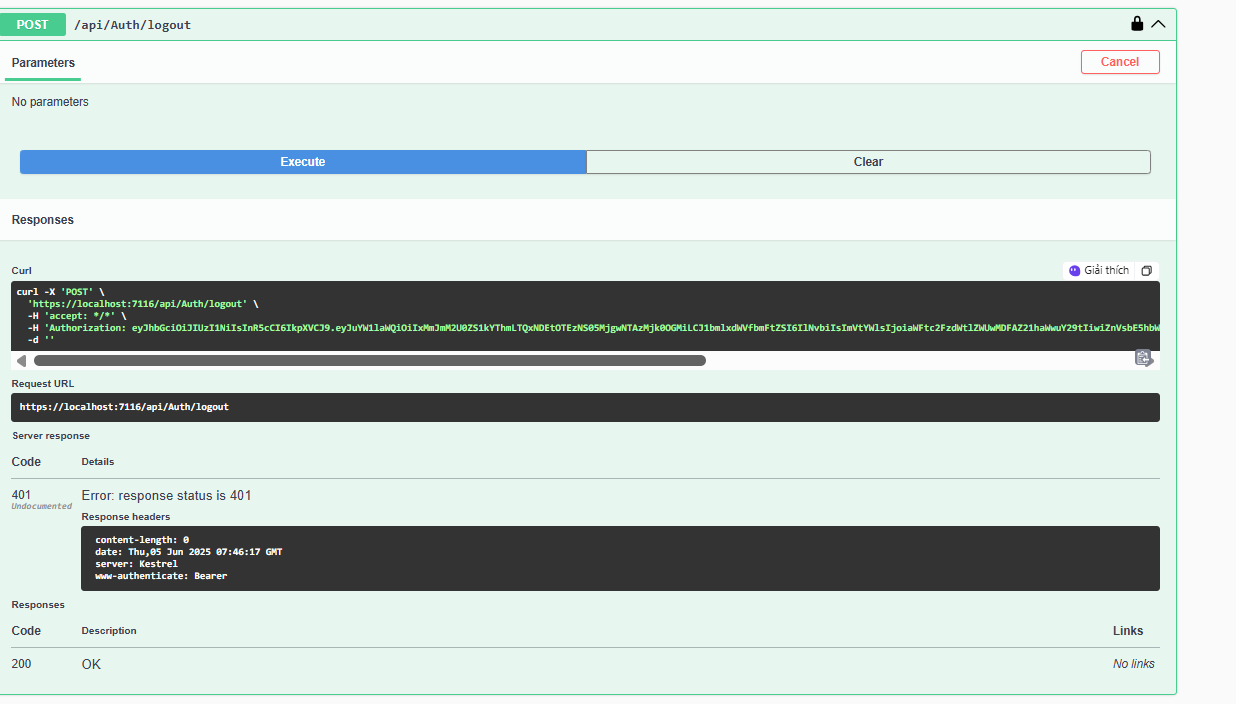 POST /api/Auth/logout
Parameters
Cancel
No parameters
Execute
Clear
Responses
Curl
Giải thích
curl -X 'POST' \
'https://localhost:7116/api/Auth/logout' \
-H 'accept: */*' \
-H 'Authorization:
-d ''
Request URL
https://localhost:7116/api/Auth/logout
Server response
Code Details
401 Error: response status is 401
Undocumented
Response headers
content-length: 0
date: Thu,05 Jun 2025 07:46:17 GMT
server: Kestrel
www-authenticate: Bearer
Responses
Code Description Links
200 OK No links